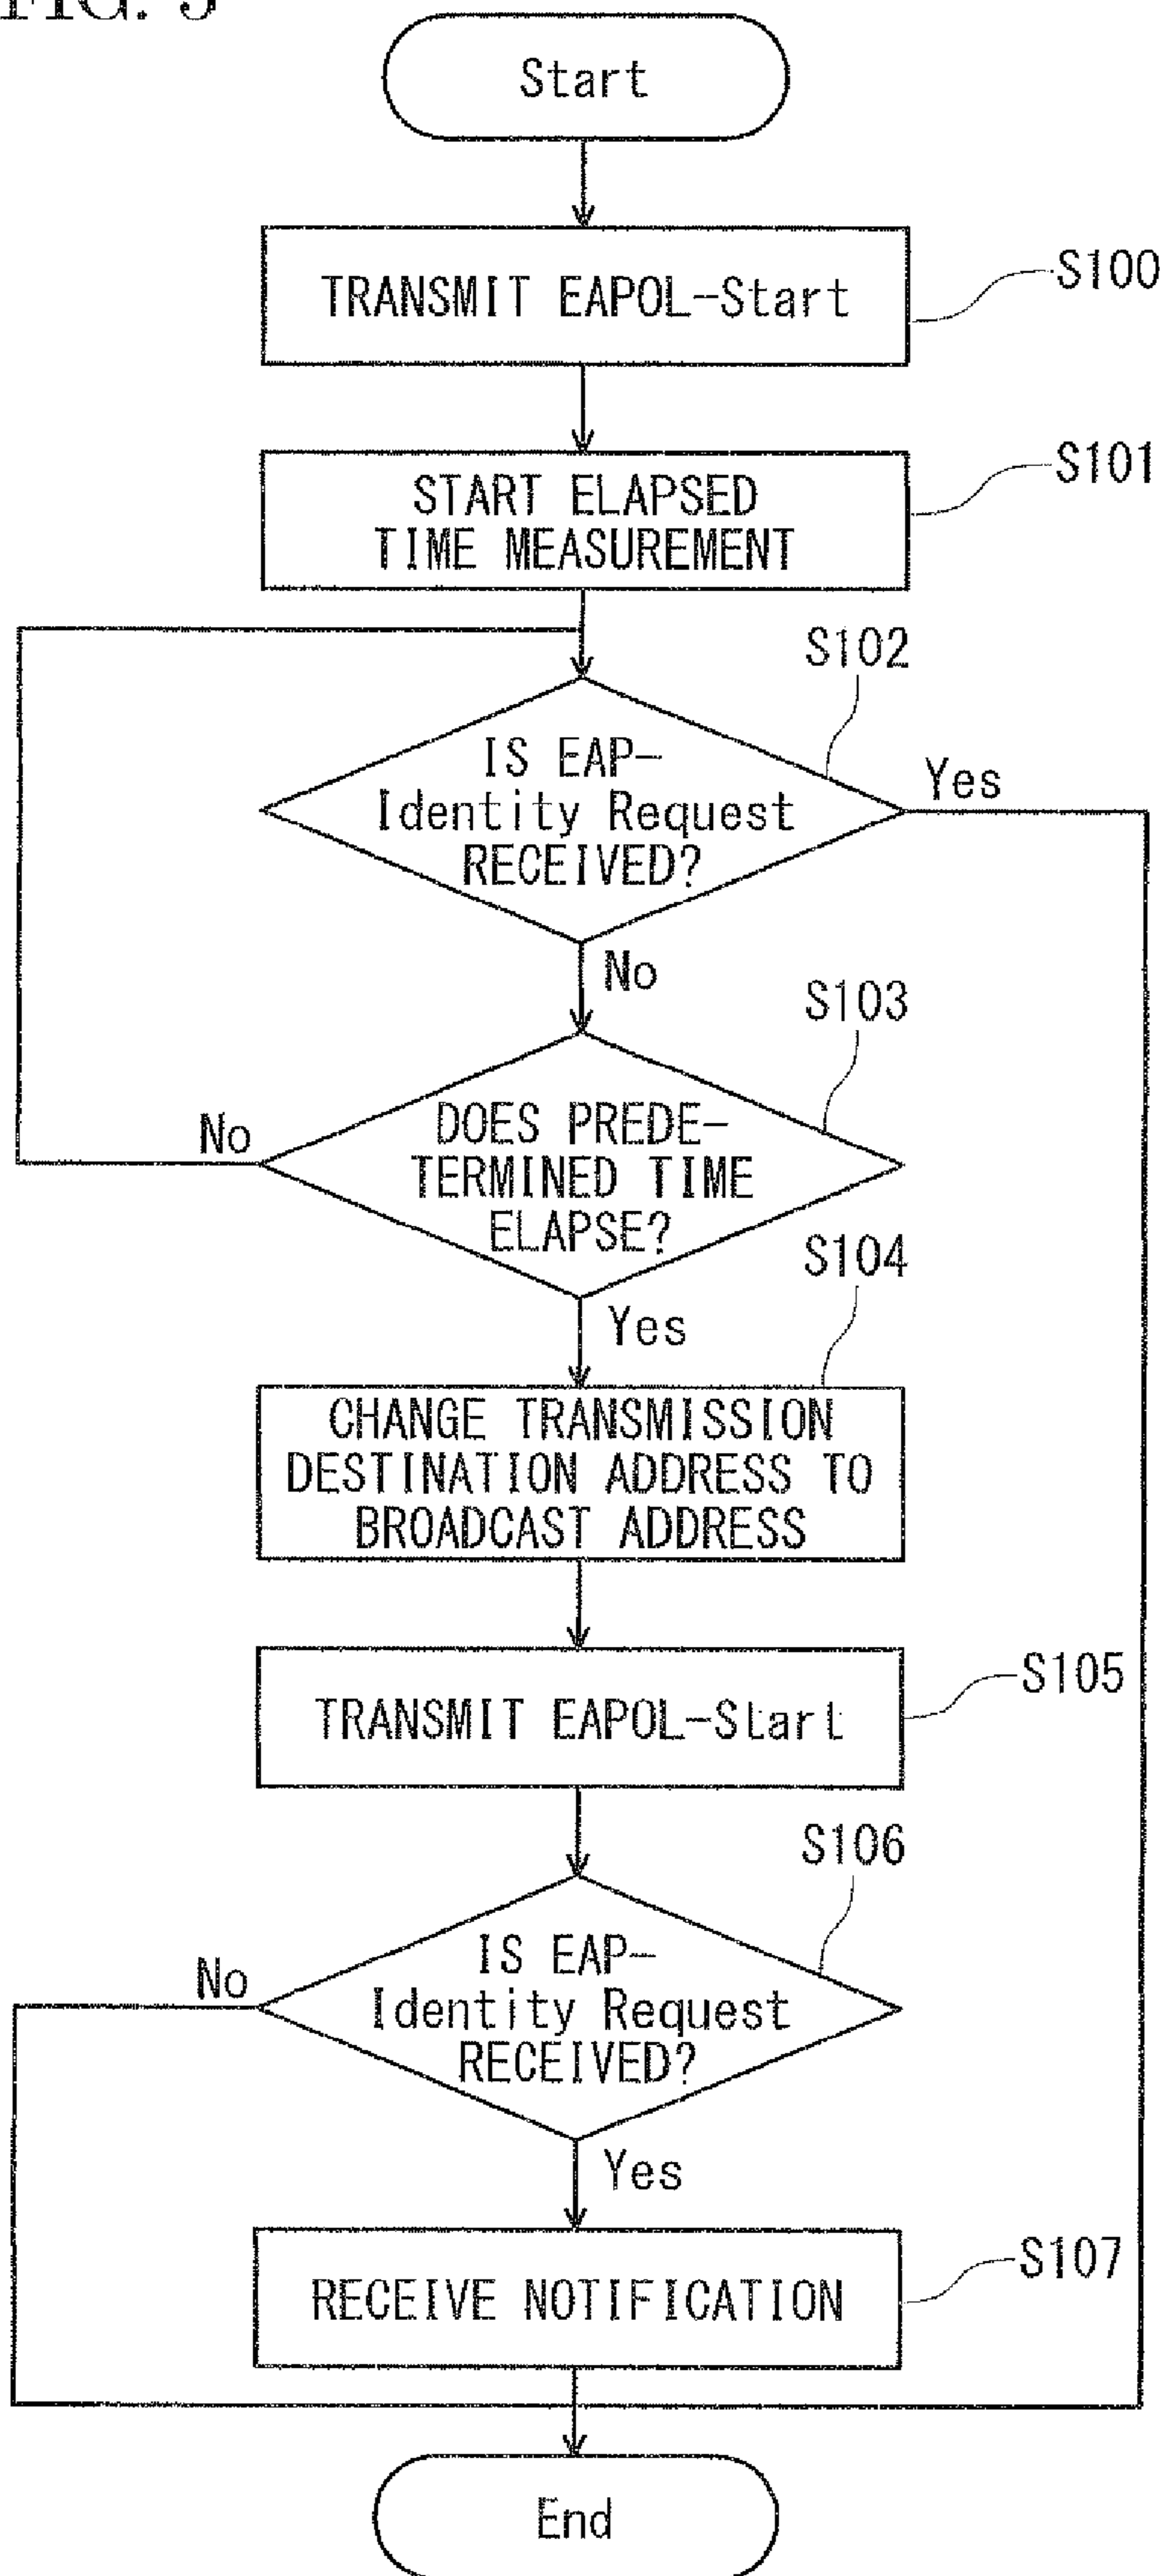 Start
TRANSMIT EAPOL-Start
S100
START ELAPSED
TIME MEASUREMENT
S101
S102
IS EAP-
Identity Request
RECEIVED?
Yes
No
S103
DOES PREDE-
TERMINED TIME
ELAPSE?
No
Yes
S104
CHANGE TRANSMISSION
DESTINATION ADDRESS TO
BROADCAST ADDRESS
TRANSMIT EAPOL-Start
S105
S106
IS EAP-
Identity Request
RECEIVED?
No
Yes
RECEIVE NOTIFICATION
S107
End